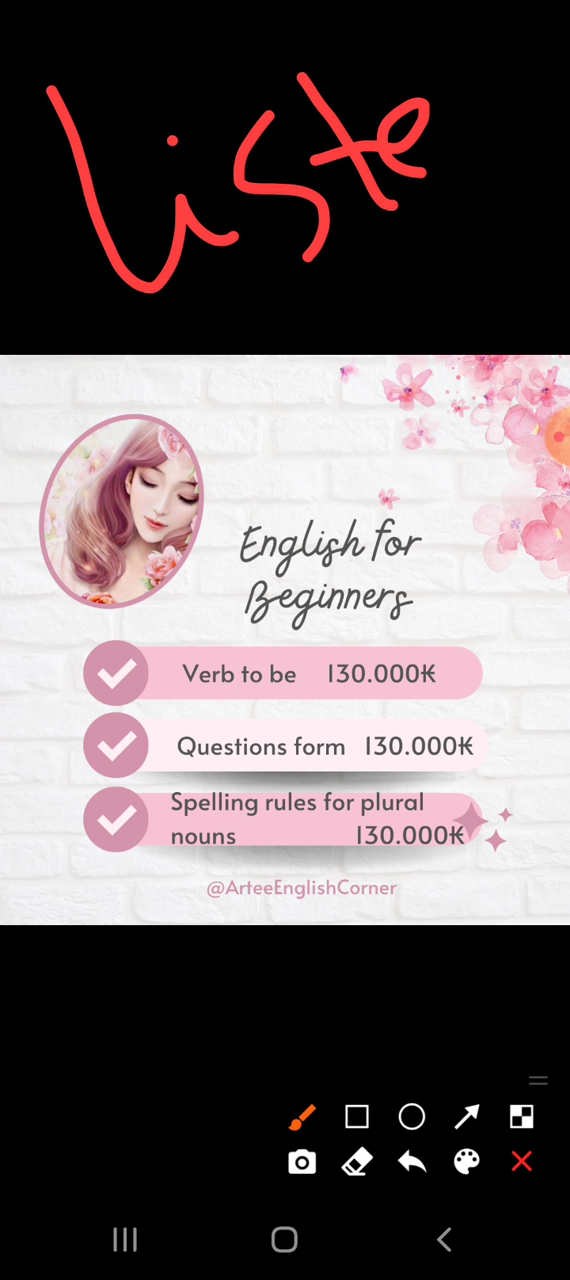 Liste
English for
Beginners
Verb to be 130.000₭
Questions form 130.000₭
Spelling rules for plural
nouns 130.000₭
@ArteeEnglishCorner